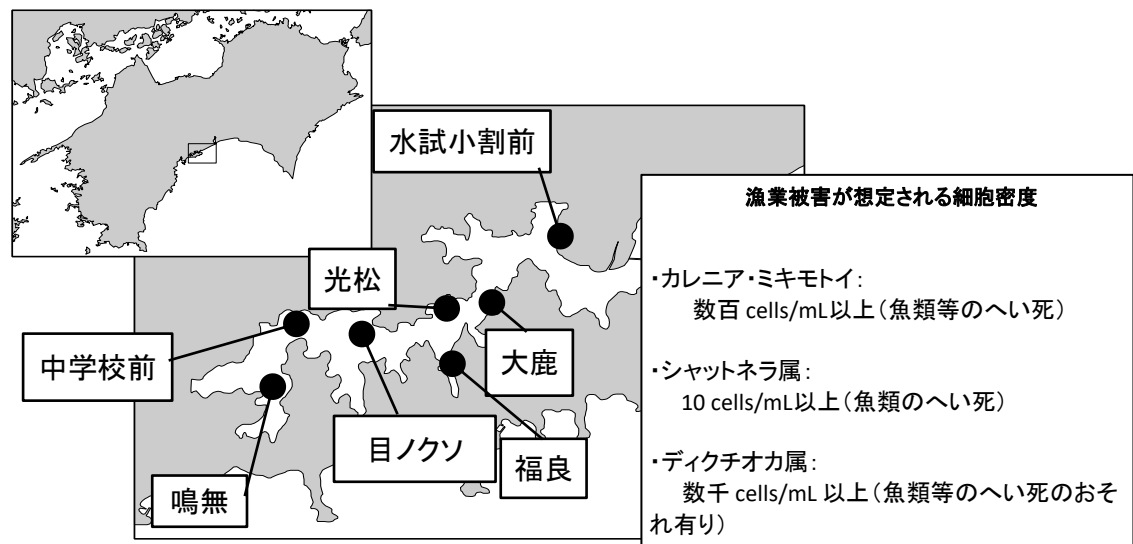 水試小割前
光松
中学校前
大鹿
目ノクソ
福良
鳴無
漁業被害が想定される細胞密度
・カレニア・ミキモトイ:
数百 cells/mL以上(魚類等のへい死)
・シャットネラ属:
10 cells/mL以上(魚類のへい死)
・ディクチオカ属:
数千 cells/mL 以上(魚類等のへい死のおそ
れ有り)